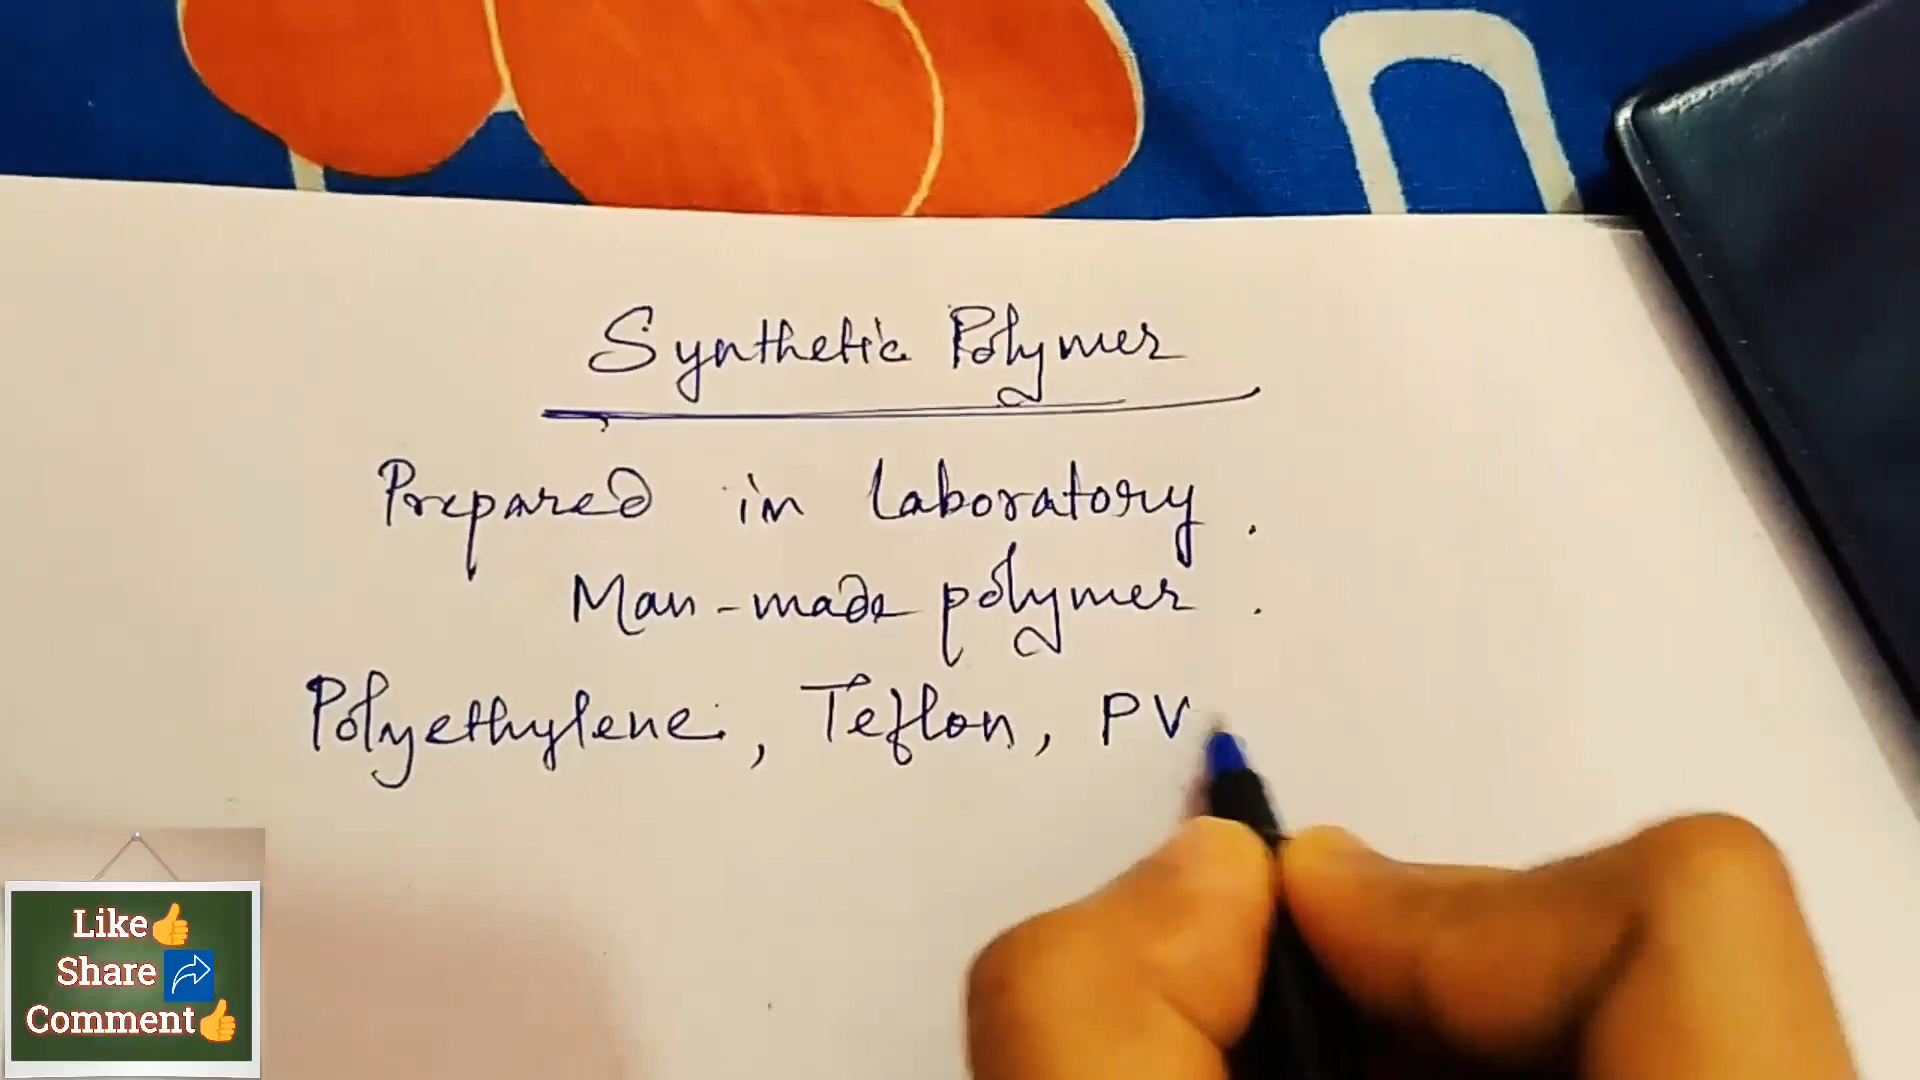 Synthetic Polymer
Prepared in Laboratory.
Man-made polymer.
Polyethylene, Teflon, PV
Like👍
Share
Comment👍